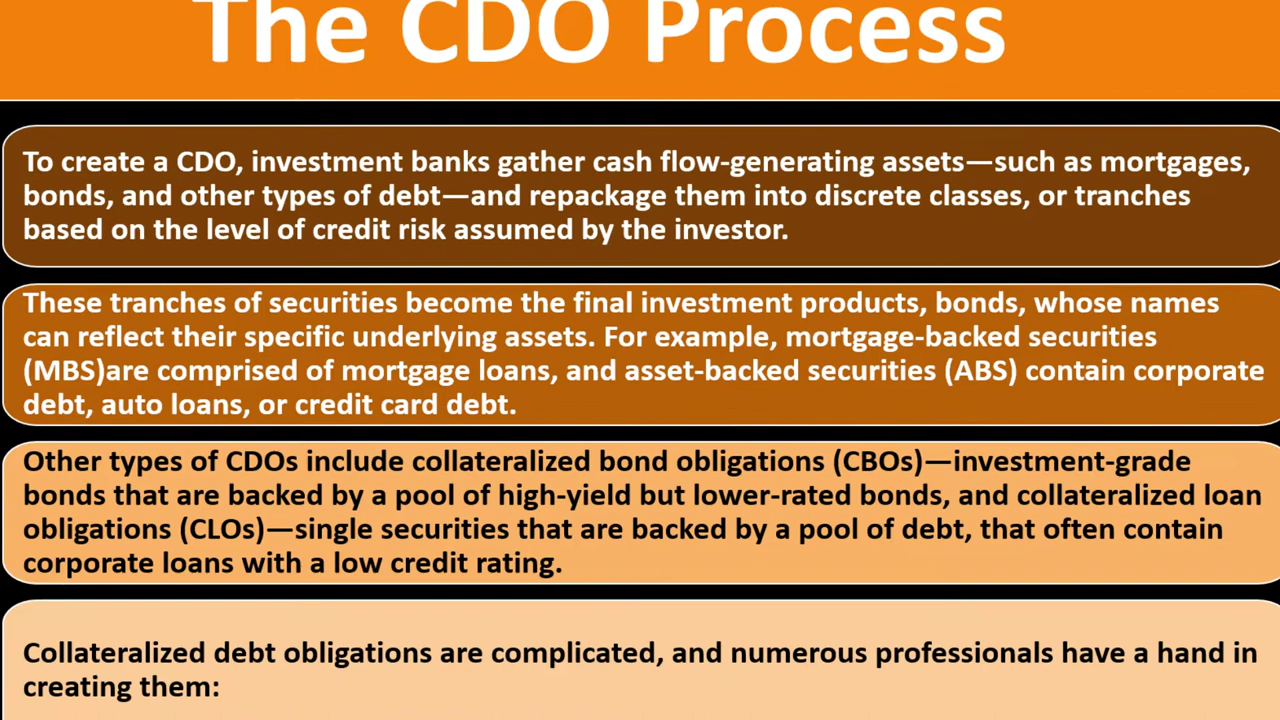 The CDO Process
To create a CDO, investment banks gather cash flow-generating assets—such as mortgages,
bonds, and other types of debt—and repackage them into discrete classes, or tranches
based on the level of credit risk assumed by the investor.
These tranches of securities become the final investment products, bonds, whose names
can reflect their specific underlying assets. For example, mortgage-backed securities
(MBS)are comprised of mortgage loans, and asset-backed securities (ABS) contain corporate
debt, auto loans, or credit card debt.
Other types of CDOs include collateralized bond obligations (CBOs)—investment-grade
bonds that are backed by a pool of high-yield but lower-rated bonds, and collateralized loan
obligations (CLOs)—single securities that are backed by a pool of debt, that often contain
corporate loans with a low credit rating.
Collateralized debt obligations are complicated, and numerous professionals have a hand in
creating them: